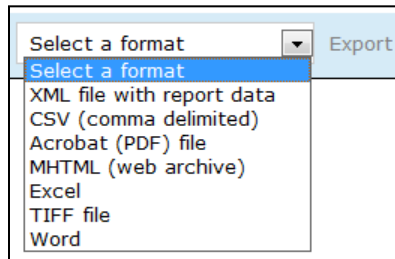 Select a format Export
Select a format
XML file with report data
CSV (comma delimited)
Acrobat (PDF) file
MHTML (web archive)
Excel
TIFF file
Word